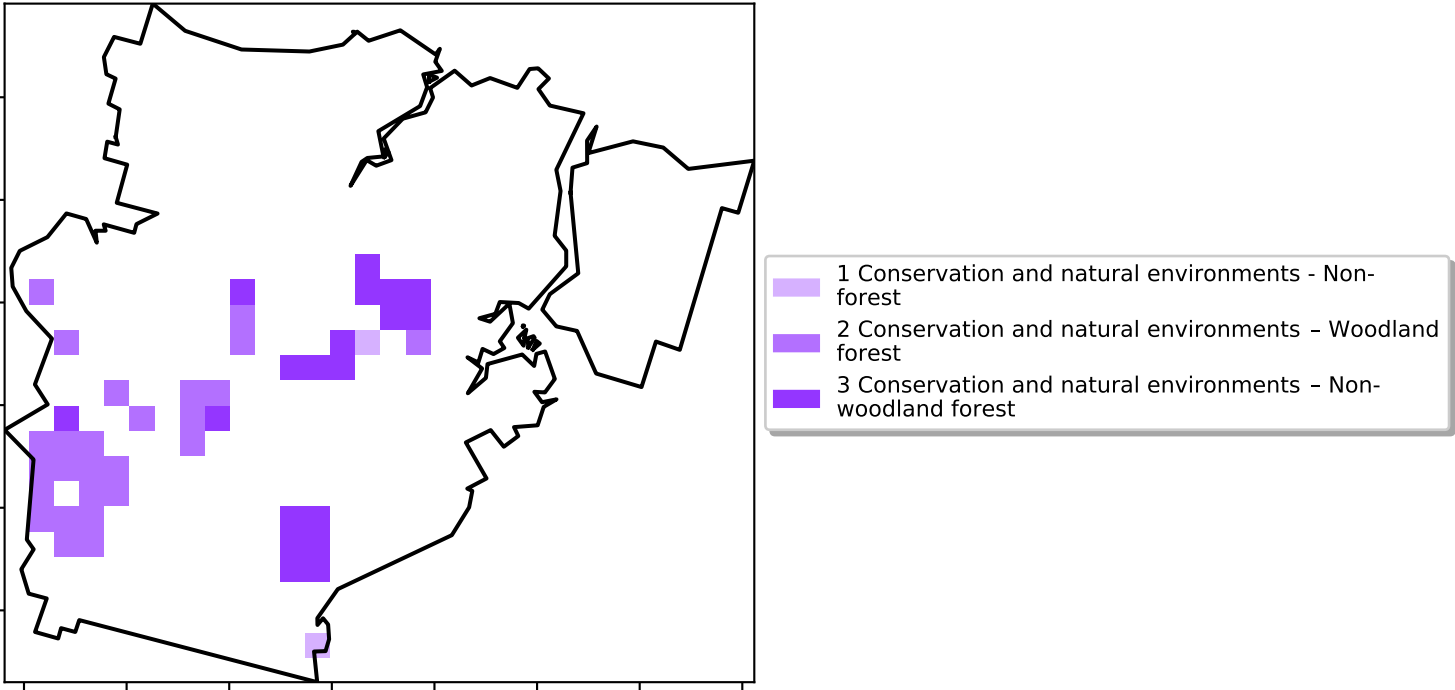 1 Conservation and natural environments - Non-
forest
2 Conservation and natural environments – Woodland
forest
3 Conservation and natural environments – Non-
woodland forest